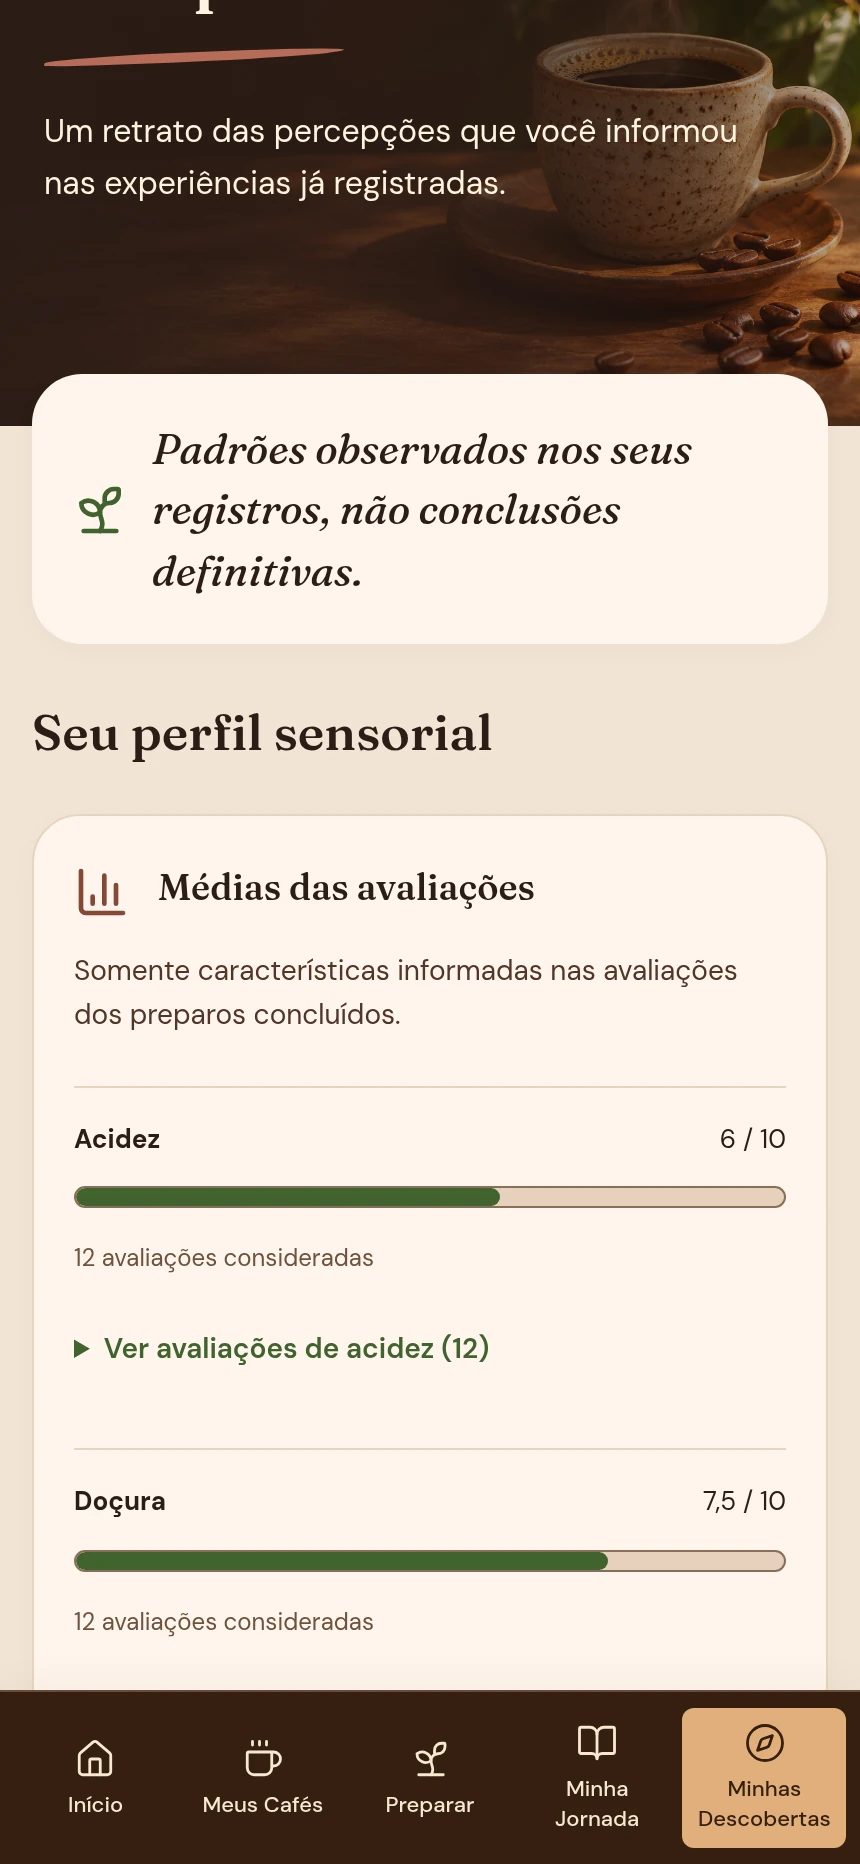 Um retrato das percepções que você informou
nas experiências já registradas.
Padrões observados nos seus
registros, não conclusões
definitivas.
Seu perfil sensorial
Médias das avaliações
Somente características informadas nas avaliações
dos preparos concluídos.
Acidez 6 / 10
12 avaliações consideradas
Ver avaliações de acidez (12)
Doçura 7,5 / 10
12 avaliações consideradas
Início
Meus Cafés
Preparar
Minha
Jornada
Minhas
Descobertas